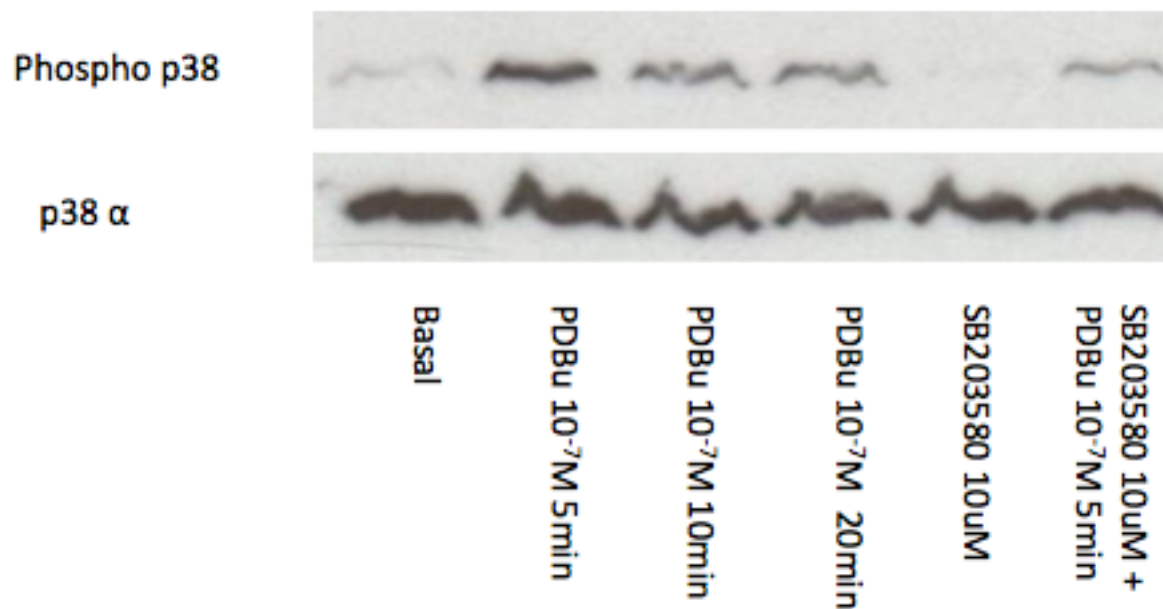 Phospho p38
p38 α
Basal
PDBu 10⁻⁷M 5min
PDBu 10⁻⁷M 10min
PDBu 10⁻⁷M  20min
SB203580 10uM
SB203580 10uM +
PDBu 10⁻⁷M 5min